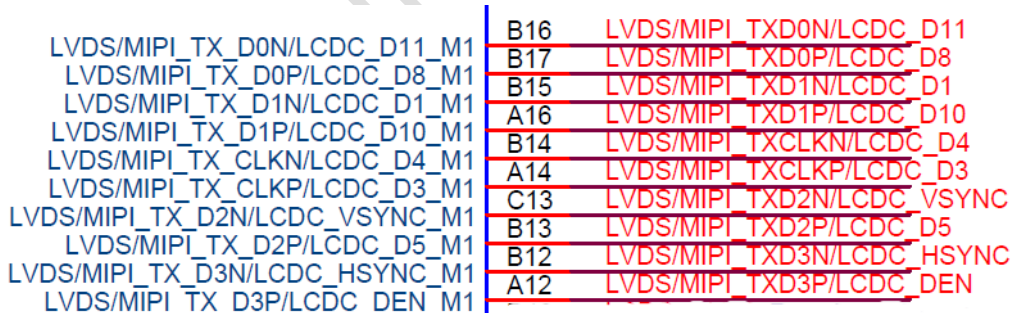 LVDS/MIPI_TX_D0N/LCDC_D11_M1 B16 LVDS/MIPI_TXD0N/LCDC_D11
LVDS/MIPI_TX_D0P/LCDC_D8_M1 B17 LVDS/MIPI_TXD0P/LCDC_D8
LVDS/MIPI_TX_D1N/LCDC_D1_M1 B15 LVDS/MIPI_TXD1N/LCDC_D1
LVDS/MIPI_TX_D1P/LCDC_D10_M1 A16 LVDS/MIPI_TXD1P/LCDC_D10
LVDS/MIPI_TX_CLKN/LCDC_D4_M1 B14 LVDS/MIPI_TXCLKN/LCDC_D4
LVDS/MIPI_TX_CLKP/LCDC_D3_M1 A14 LVDS/MIPI_TXCLKP/LCDC_D3
LVDS/MIPI_TX_D2N/LCDC_VSYNC_M1 C13 LVDS/MIPI_TXD2N/LCDC_VSYNC
LVDS/MIPI_TX_D2P/LCDC_D5_M1 B13 LVDS/MIPI_TXD2P/LCDC_D5
LVDS/MIPI_TX_D3N/LCDC_HSYNC_M1 B12 LVDS/MIPI_TXD3N/LCDC_HSYNC
LVDS/MIPI_TX_D3P/LCDC_DEN_M1 A12 LVDS/MIPI_TXD3P/LCDC_DEN